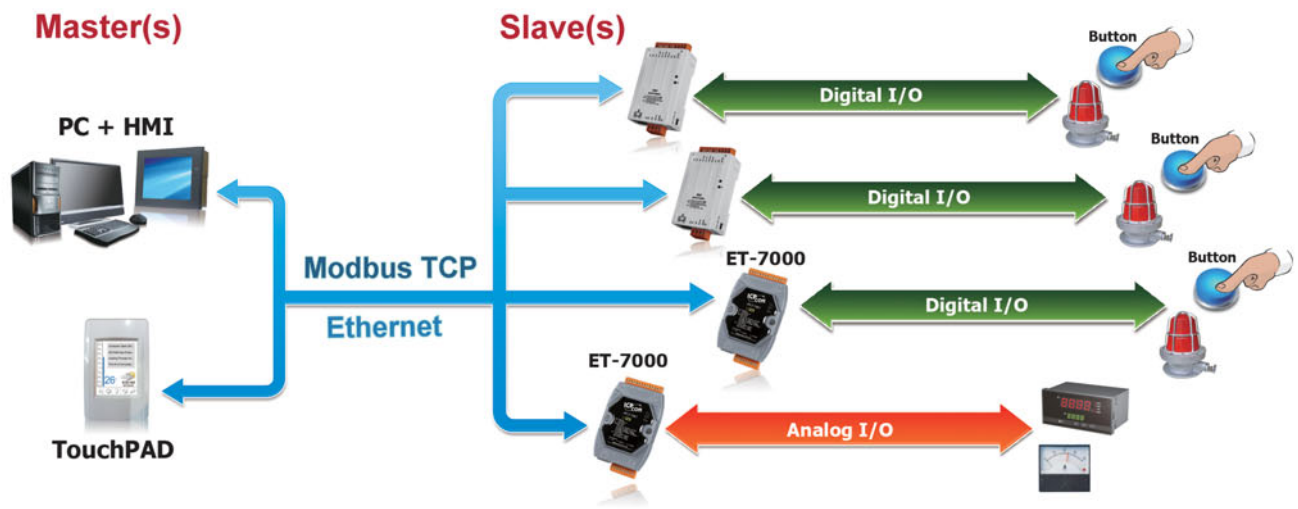 Master(s)
Slave(s)
PC + HMI
TouchPAD
Modbus TCP
Ethernet
Digital I/O
Button
Digital I/O
Button
ET-7000
Digital I/O
Button
ET-7000
Analog I/O